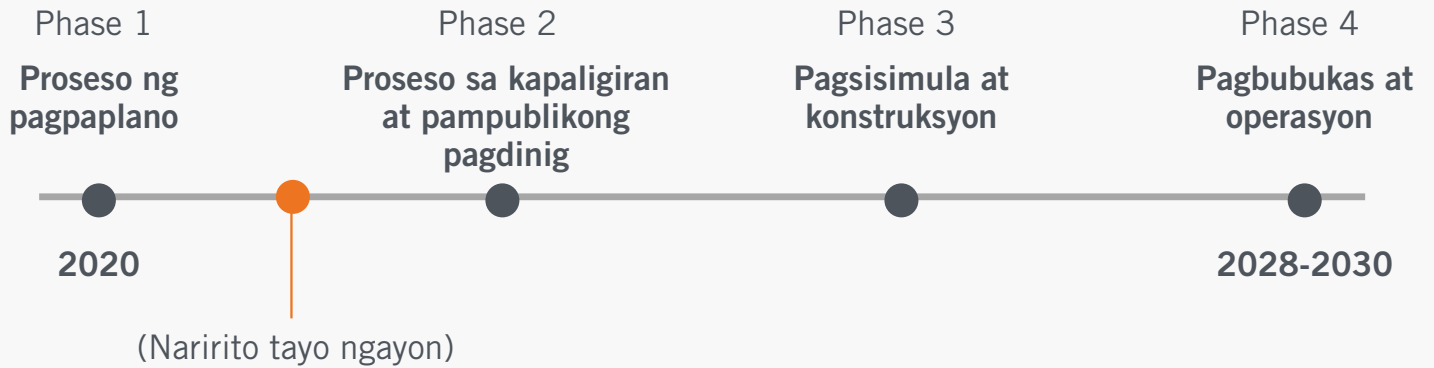 Phase 1
Proseso ng
pagpaplano
2020
(Naririto tayo ngayon)
Phase 2
Proseso sa kapaligiran
at pampublikong
pagdinig
Phase 3
Pagsisimula at
konstruksyon
Phase 4
Pagbubukas at
operasyon
2028-2030